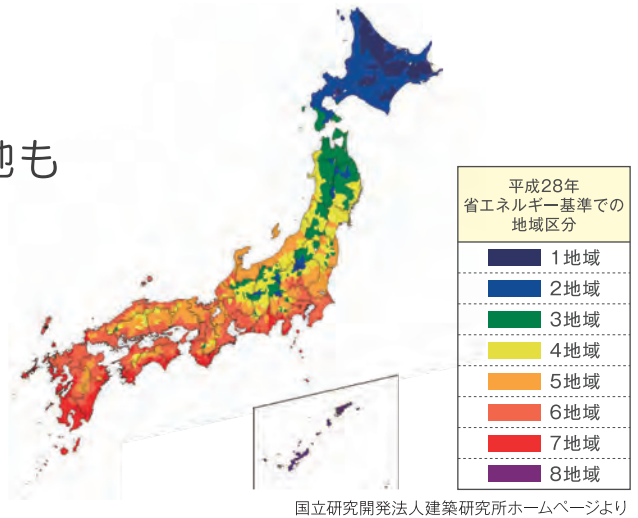 地も
平成28年
省エネルギー基準での
地域区分
1地域
2地域
3地域
4地域
5地域
6地域
7地域
8地域
国立研究開発法人建築研究所ホームページより